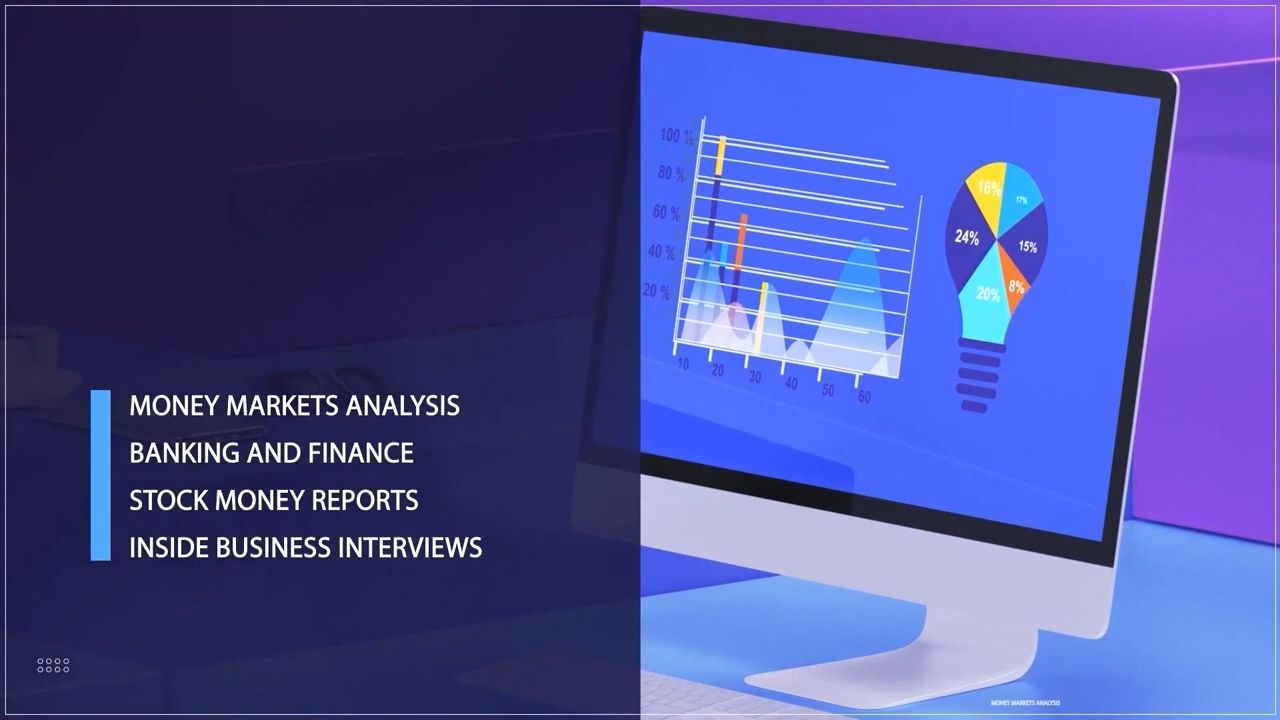 MONEY MARKETS ANALYSIS
BANKING AND FINANCE
STOCK MONEY REPORTS
INSIDE BUSINESS INTERVIEWS
100 %
80 %
60 %
40 %
20 %
10 20 30 40 50 60
16%
17%
24%
15%
20%
8%
MONEY MARKETS ANALYSIS